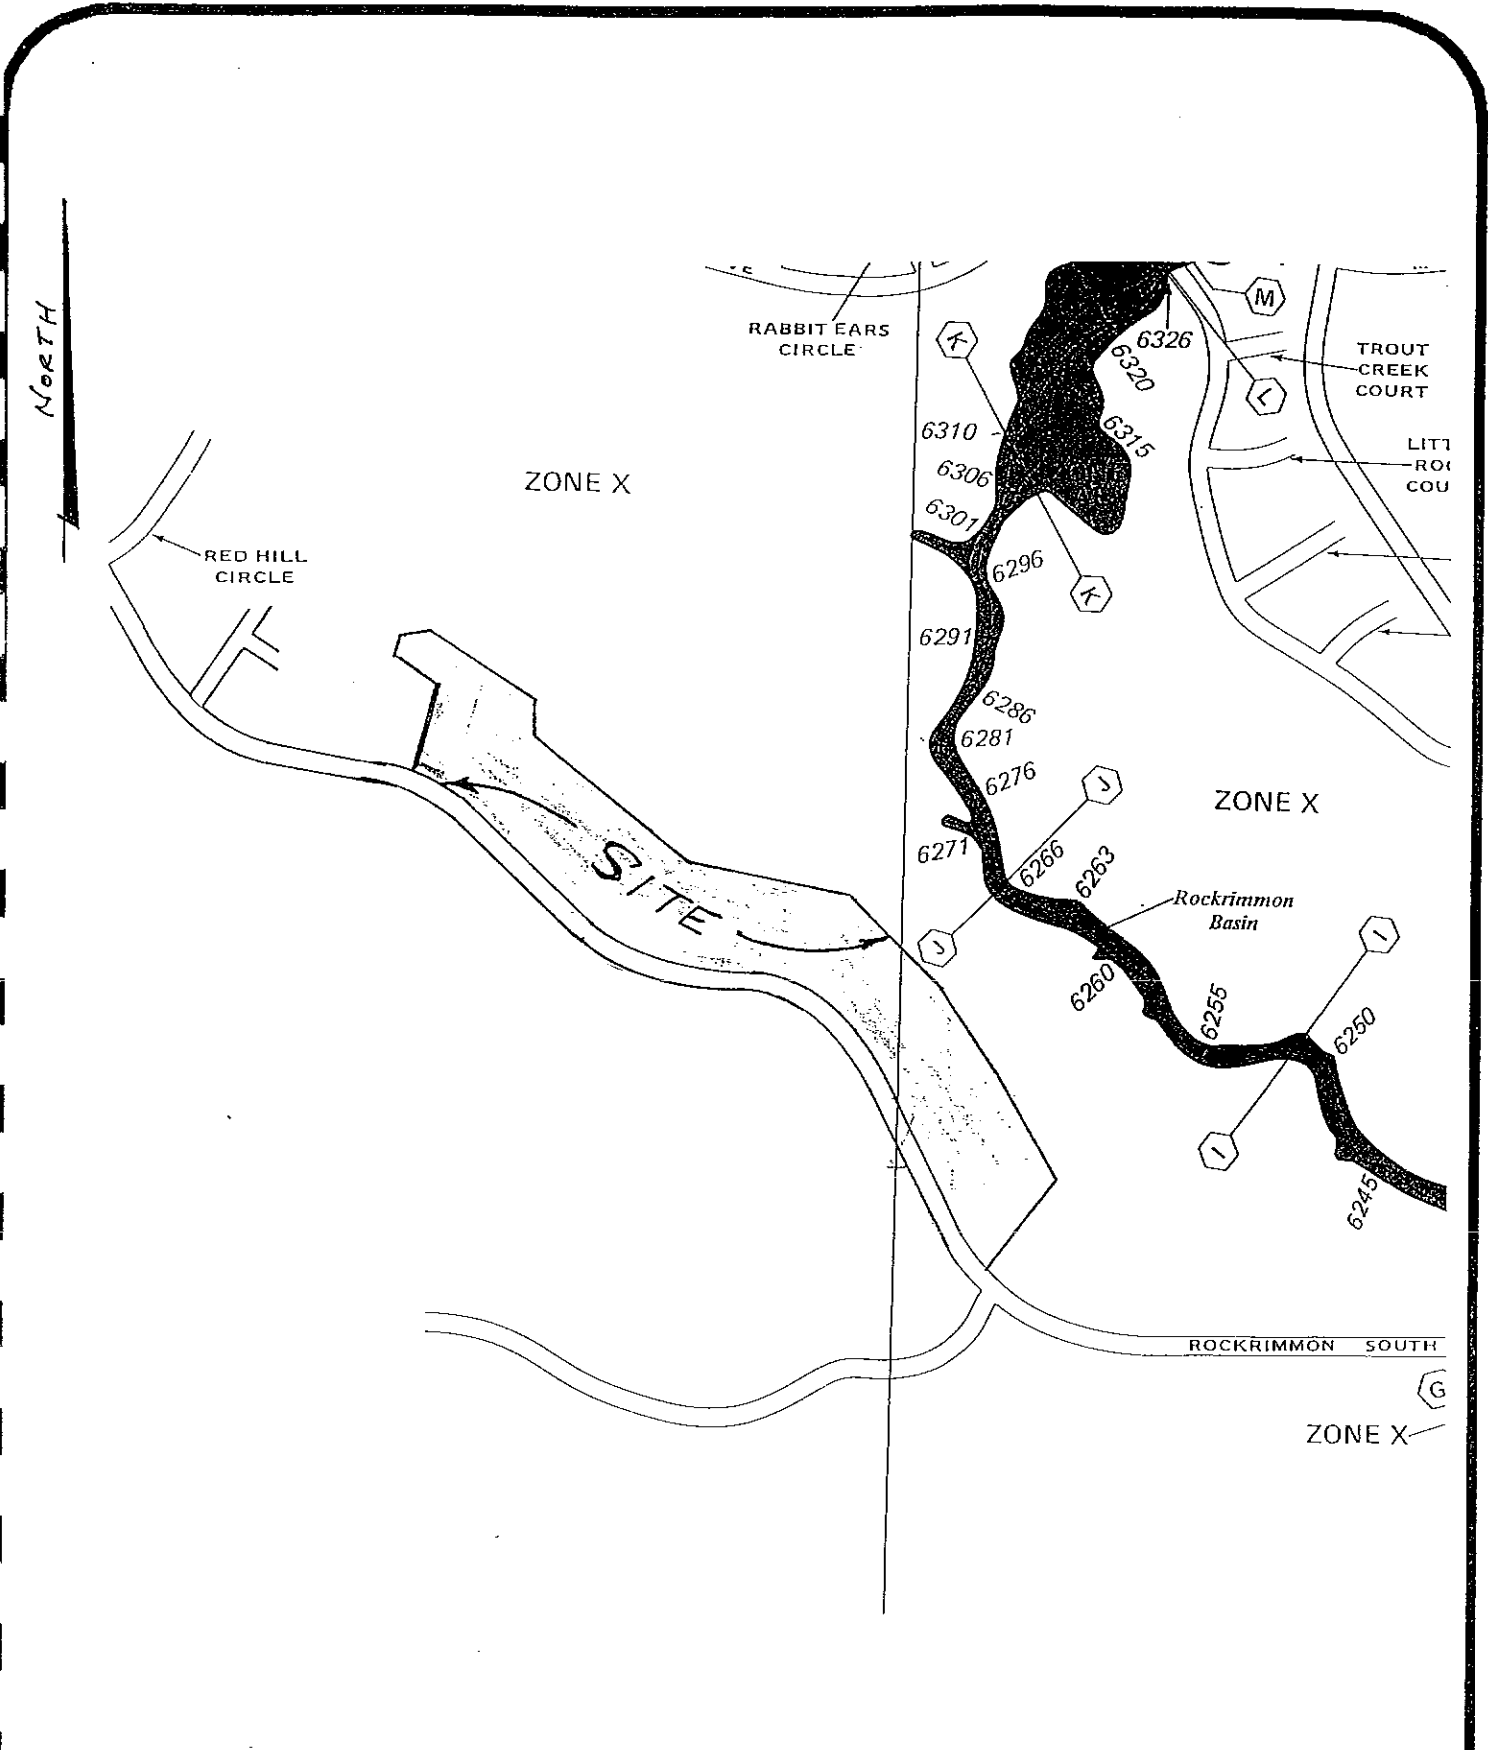 NORTH
M
RABBIT EARS
CIRCLE
K
6326
6320
TROUT
CREEK
COURT
L
6310
6315
6306
ZONE X
6301
RED HILL
CIRCLE
6296
K
6291
6286
6281
6276
J
ZONE X
6271
6266
6263
SITE
Rockrimmon
Basin
J
I
6260
6255
6250
I
6245
ROCKRIMMON SOUTH
G
ZONE X